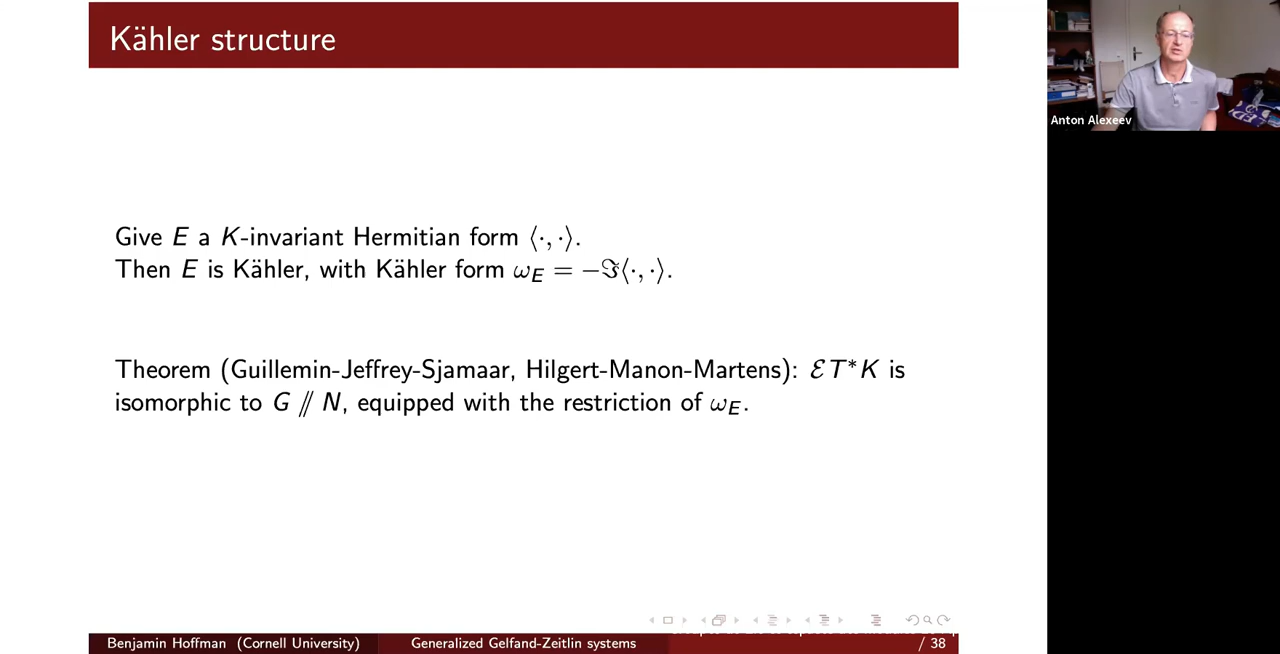 Kähler structure
Anton Alexeev
Give E a K-invariant Hermitian form ⟨·, ·⟩.
Then E is Kähler, with Kähler form ω_E = −ℑ⟨·, ·⟩.
Theorem (Guillemin-Jeffrey-Sjamaar, Hilgert-Manon-Martens): ℰT*K is
isomorphic to G ⫽ N, equipped with the restriction of ω_E.
Benjamin Hoffman (Cornell University)
Generalized Gelfand-Zeitlin systems
/ 38